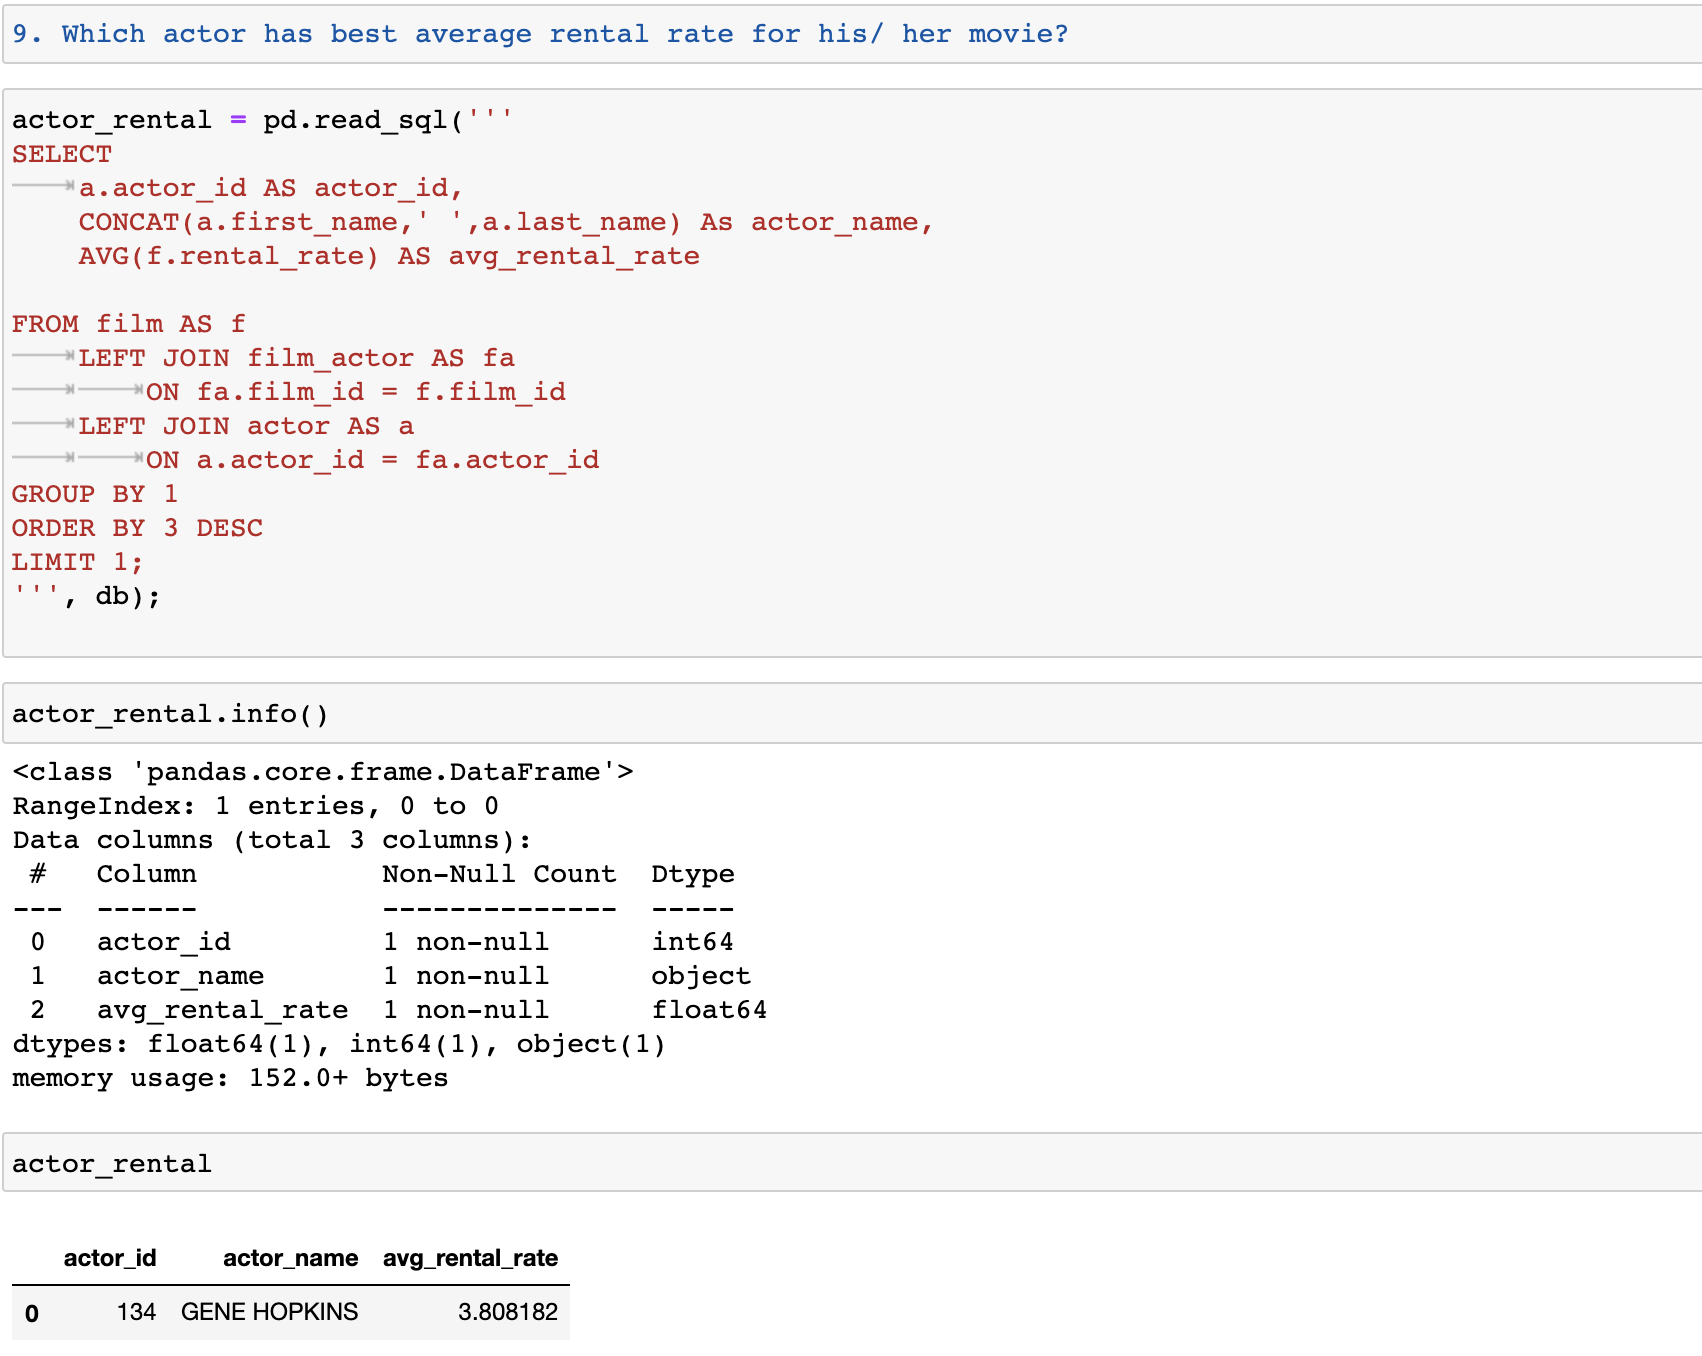 9. Which actor has best average rental rate for his/ her movie?
actor_rental = pd.read_sql('''
SELECT
a.actor_id AS actor_id,
CONCAT(a.first_name,' ',a.last_name) As actor_name,
AVG(f.rental_rate) AS avg_rental_rate
FROM film AS f
LEFT JOIN film_actor AS fa
ON fa.film_id = f.film_id
LEFT JOIN actor AS a
ON a.actor_id = fa.actor_id
GROUP BY 1
ORDER BY 3 DESC
LIMIT 1;
''', db);
actor_rental.info()
<class 'pandas.core.frame.DataFrame'>
RangeIndex: 1 entries, 0 to 0
Data columns (total 3 columns):
# Column Non-Null Count Dtype
--- ------ -------------- -----
0 actor_id 1 non-null int64
1 actor_name 1 non-null object
2 avg_rental_rate 1 non-null float64
dtypes: float64(1), int64(1), object(1)
memory usage: 152.0+ bytes
actor_rental
actor_id actor_name avg_rental_rate
0 134 GENE HOPKINS 3.808182